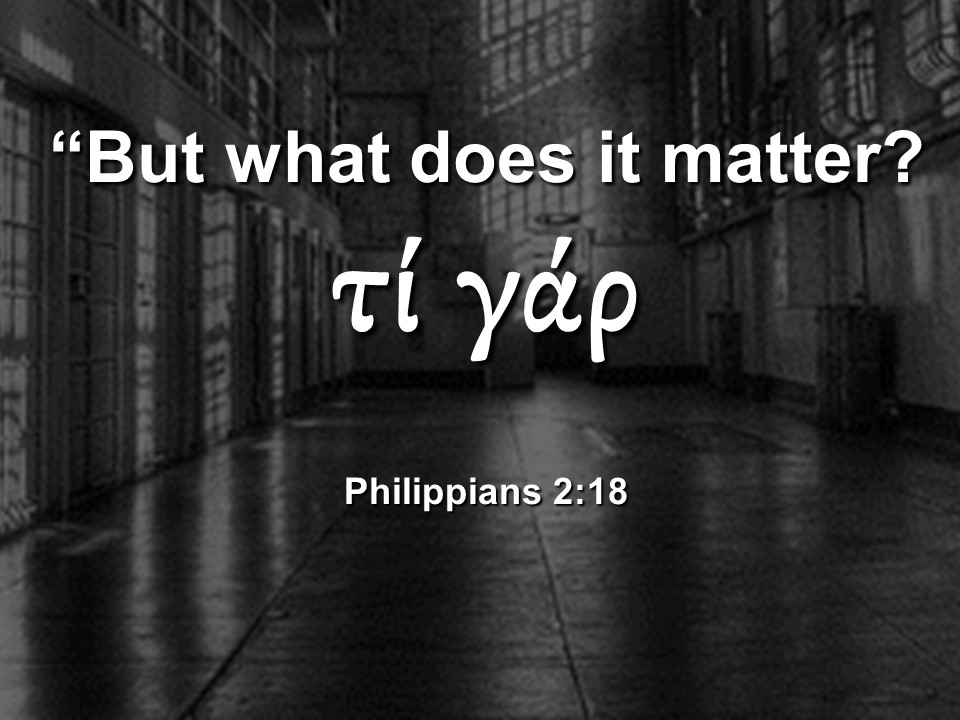 “But what does it matter?
τί γάρ
Philippians 2:18